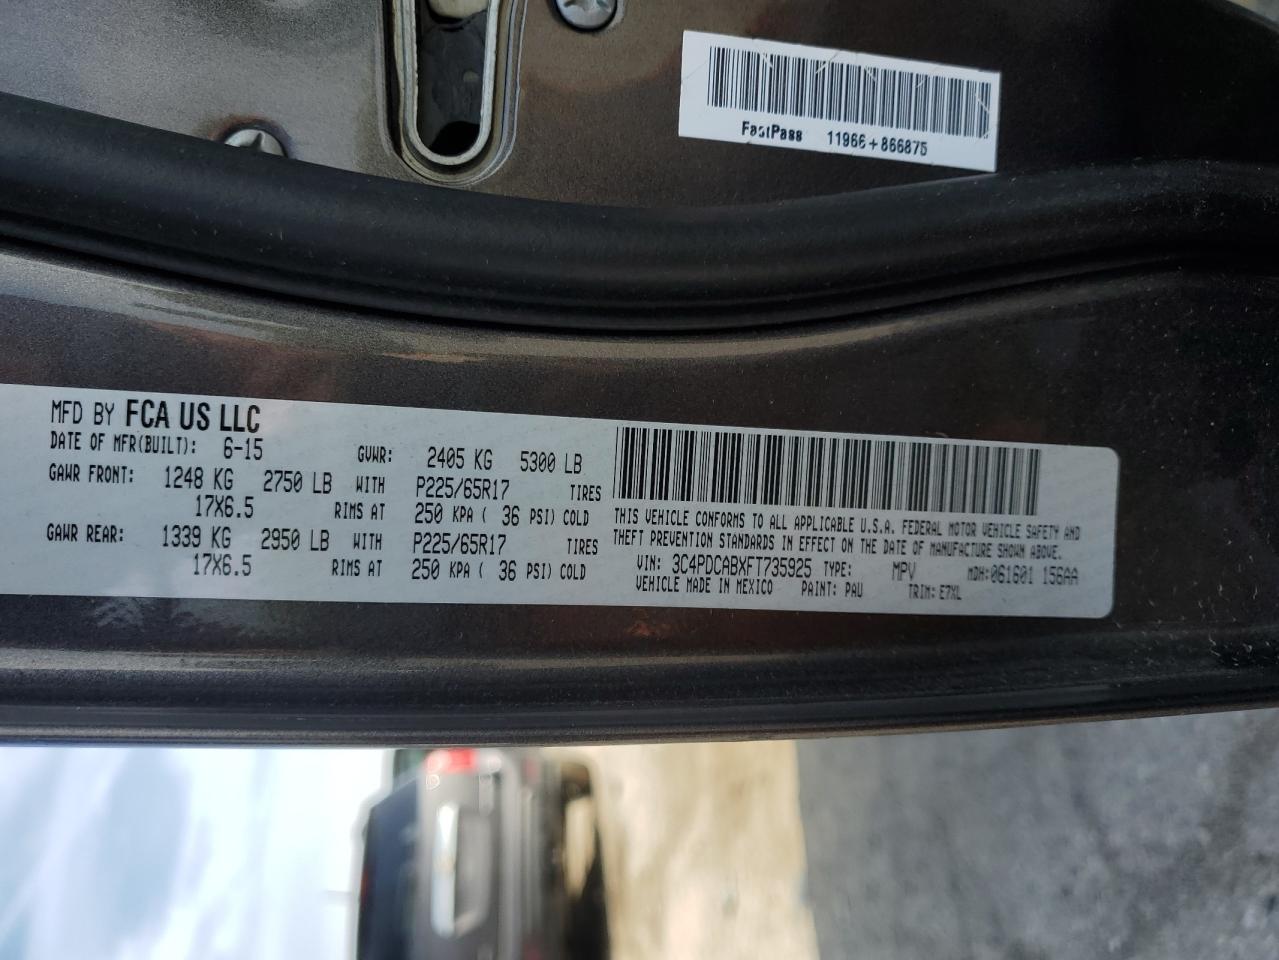 FastPass 11966+866875
MFD BY FCA US LLC
DATE OF MFR(BUILT): 6-15 GVWR: 2405 KG 5300 LB
GAWR FRONT: 1248 KG 2750 LB WITH P225/65R17 TIRES
17X6.5 RIMS AT 250 KPA ( 36 PSI) COLD
GAWR REAR: 1339 KG 2950 LB WITH P225/65R17 TIRES
17X6.5 RIMS AT 250 KPA ( 36 PSI) COLD
THIS VEHICLE CONFORMS TO ALL APPLICABLE U.S.A. FEDERAL MOTOR VEHICLE SAFETY AND
THEFT PREVENTION STANDARDS IN EFFECT ON THE DATE OF MANUFACTURE SHOWN ABOVE.
VIN: 3C4PDCABXFT735925 TYPE: MPV MDH:061601 156AA
VEHICLE MADE IN MEXICO PAINT: PAU TRIM: E7XL